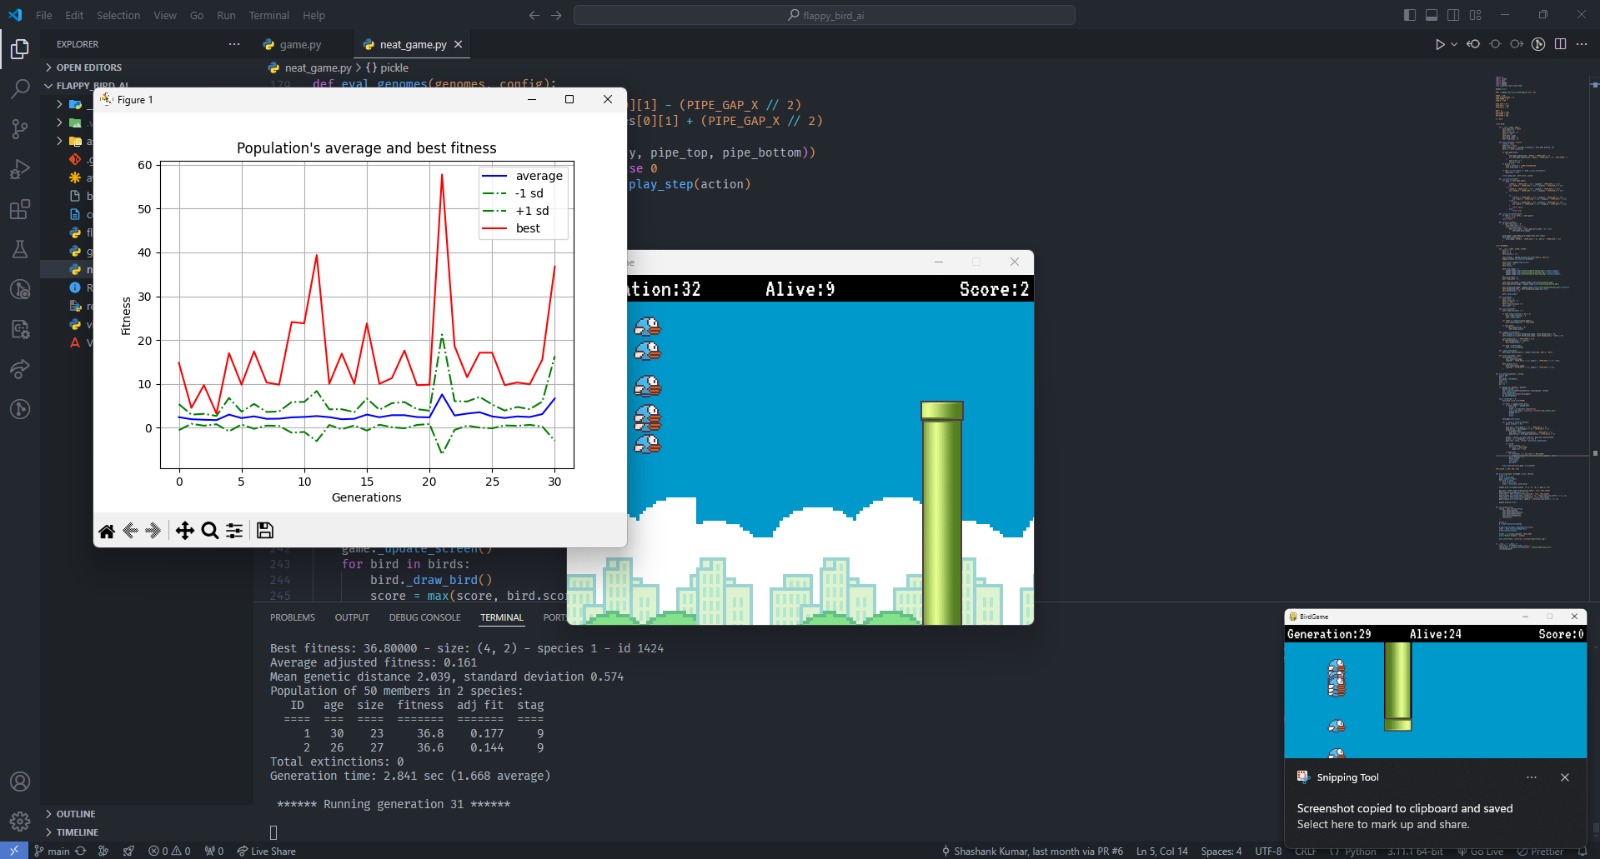 File Edit Selection View Go Run Terminal Help
flappy_bird_ai
EXPLORER
game.py
neat_game.py
OPEN EDITORS
neat_game.py > {} pickle
FLAPPY_BIRD_AI
179 def eval_genomes(genomes, config):
Figure 1
][1] - (PIPE_GAP_X // 2)
s[0][1] + (PIPE_GAP_X // 2)
y, pipe_top, pipe_bottom))
se 0
play_step(action)
Population's average and best fitness
average
-1 sd
+1 sd
best
60
50
40
30
20
10
0
Fitness
0 5 10 15 20 25 30
Generations
ation:32 Alive:9 Score:2
242 game._update_screen()
243 for bird in birds:
244 bird._draw_bird()
245 score = max(score, bird.sco
PROBLEMS OUTPUT DEBUG CONSOLE TERMINAL PORT
Best fitness: 36.80000 - size: (4, 2) - species 1 - id 1424
Average adjusted fitness: 0.161
Mean genetic distance 2.039, standard deviation 0.574
Population of 50 members in 2 species:
ID age size fitness adj fit stag
==== === ==== ======= ======= ====
1 30 23 36.8 0.177 9
2 26 27 36.6 0.144 9
Total extinctions: 0
Generation time: 2.841 sec (1.668 average)
****** Running generation 31 ******
BirdGame
Generation:29 Alive:24 Score:0
Snipping Tool
Screenshot copied to clipboard and saved
Select here to mark up and share.
OUTLINE
TIMELINE
main 0 0 0 Live Share
Shashank Kumar, last month via PR #6 Ln 5, Col 14 Spaces: 4 UTF-8 CRLF Python 3.11.1 64-bit Go Live Prettier